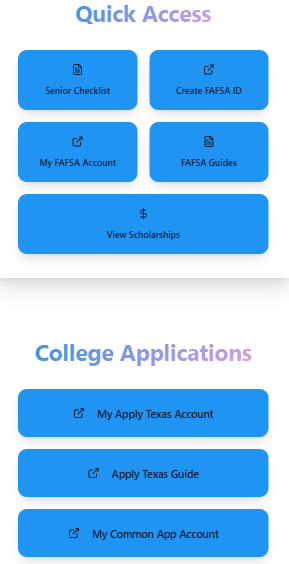 Quick Access
Senior Checklist
Create FAFSA ID
My FAFSA Account
FAFSA Guides
View Scholarships
College Applications
My Apply Texas Account
Apply Texas Guide
My Common App Account